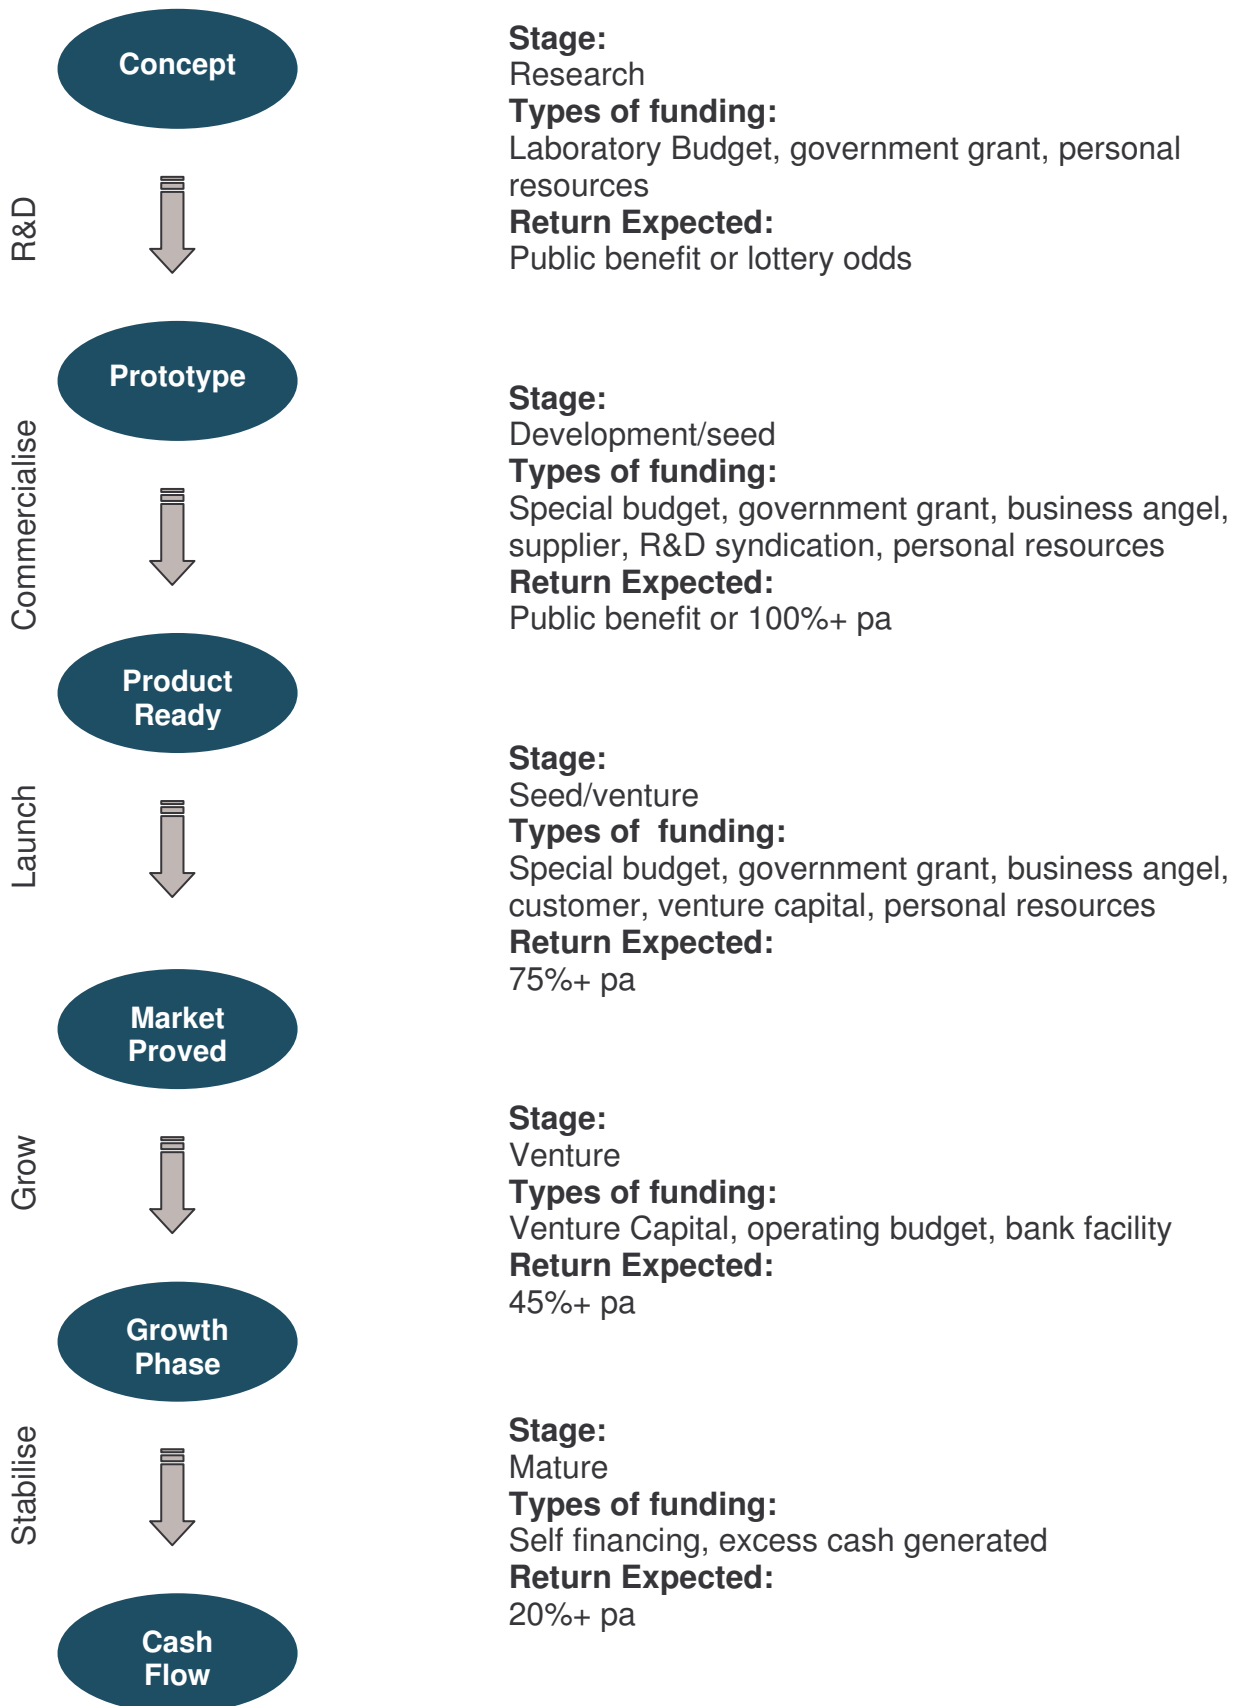 Concept
Stage:
Research
Types of funding:
Laboratory Budget, government grant, personal
resources
Return Expected:
Public benefit or lottery odds
R&D
Prototype
Stage:
Development/seed
Types of funding:
Special budget, government grant, business angel,
supplier, R&D syndication, personal resources
Return Expected:
Public benefit or 100%+ pa
Commercialise
Product
Ready
Stage:
Seed/venture
Types of  funding:
Special budget, government grant, business angel,
customer, venture capital, personal resources
Return Expected:
75%+ pa
Launch
Market
Proved
Stage:
Venture
Types of funding:
Venture Capital, operating budget, bank facility
Return Expected:
45%+ pa
Grow
Growth
Phase
Stage:
Mature
Types of funding:
Self financing, excess cash generated
Return Expected:
20%+ pa
Stabilise
Cash
Flow